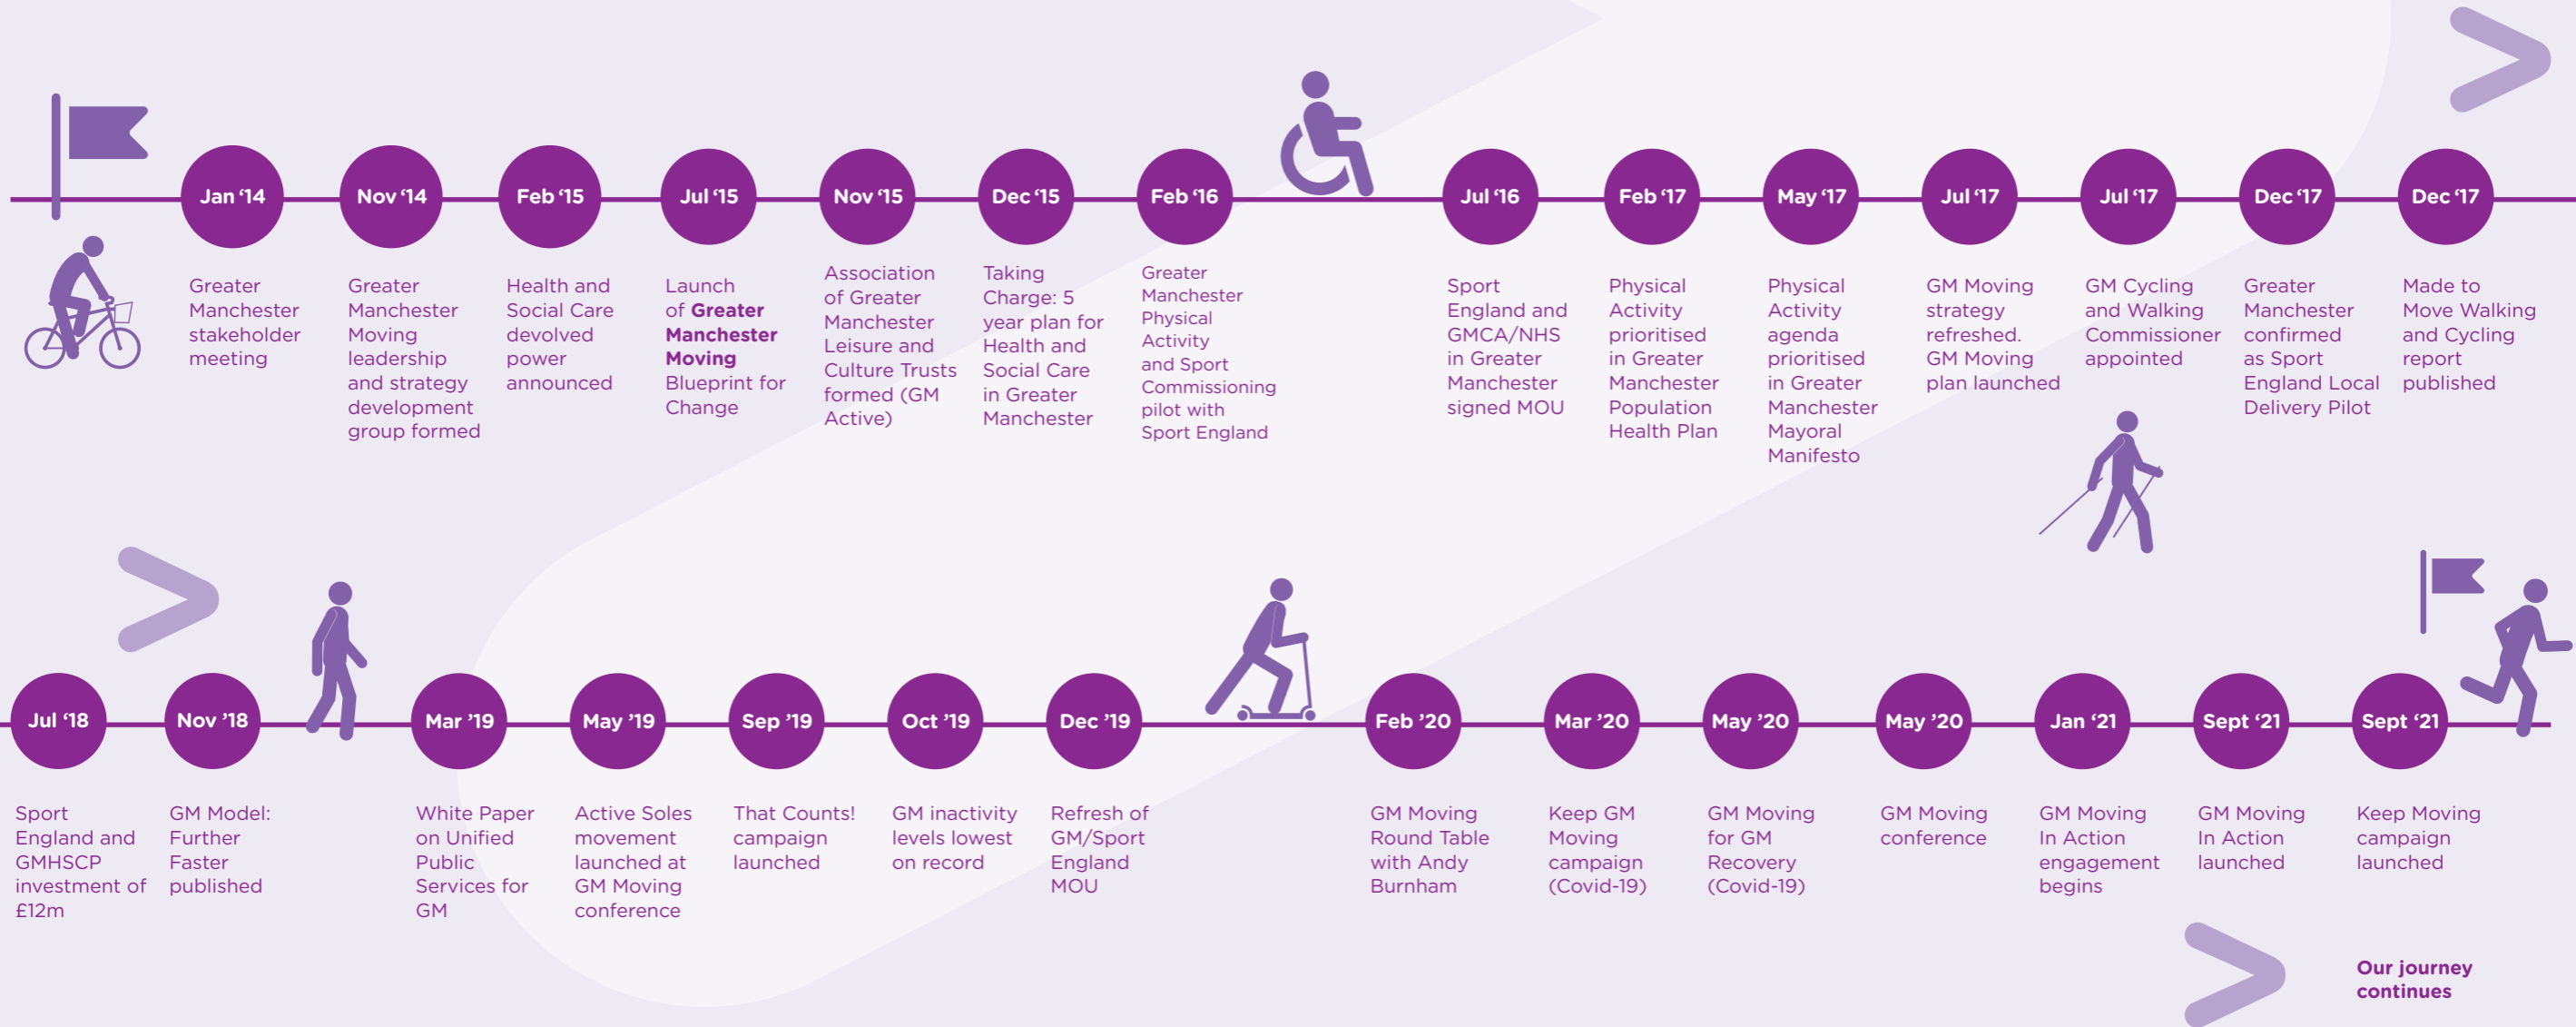 Jan ‘14
Greater
Manchester
stakeholder
meeting
Nov ‘14
Greater
Manchester
Moving
leadership
and strategy
development
group formed
Feb ‘15
Health and
Social Care
devolved
power
announced
Jul ‘15
Launch
of Greater
Manchester
Moving
Blueprint for
Change
Nov ‘15
Association
of Greater
Manchester
Leisure and
Culture Trusts
formed (GM
Active)
Dec ‘15
Taking
Charge: 5
year plan for
Health and
Social Care
in Greater
Manchester
Feb ‘16
Greater
Manchester
Physical
Activity
and Sport
Commissioning
pilot with
Sport England
Jul ‘16
Sport
England and
GMCA/NHS
in Greater
Manchester
signed MOU
Feb ‘17
Physical
Activity
prioritised
in Greater
Manchester
Population
Health Plan
May ‘17
Physical
Activity
agenda
prioritised
in Greater
Manchester
Mayoral
Manifesto
Jul ‘17
GM Moving
strategy
refreshed.
GM Moving
plan launched
Jul ‘17
GM Cycling
and Walking
Commissioner
appointed
Dec ‘17
Greater
Manchester
confirmed
as Sport
England Local
Delivery Pilot
Dec ‘17
Made to
Move Walking
and Cycling
report
published
Jul ‘18
Sport
England and
GMHSCP
investment of
£12m
Nov ‘18
GM Model:
Further
Faster
published
Mar ’19
White Paper
on Unified
Public
Services for
GM
May ’19
Active Soles
movement
launched at
GM Moving
conference
Sep ’19
That Counts!
campaign
launched
Oct ’19
GM inactivity
levels lowest
on record
Dec ’19
Refresh of
GM/Sport
England
MOU
Feb ’20
GM Moving
Round Table
with Andy
Burnham
Mar ’20
Keep GM
Moving
campaign
(Covid-19)
May ’20
GM Moving
for GM
Recovery
(Covid-19)
May ’20
GM Moving
conference
Jan ‘21
GM Moving
In Action
engagement
begins
Sept ‘21
GM Moving
In Action
launched
Sept ‘21
Keep Moving
campaign
launched
Our journey
continues